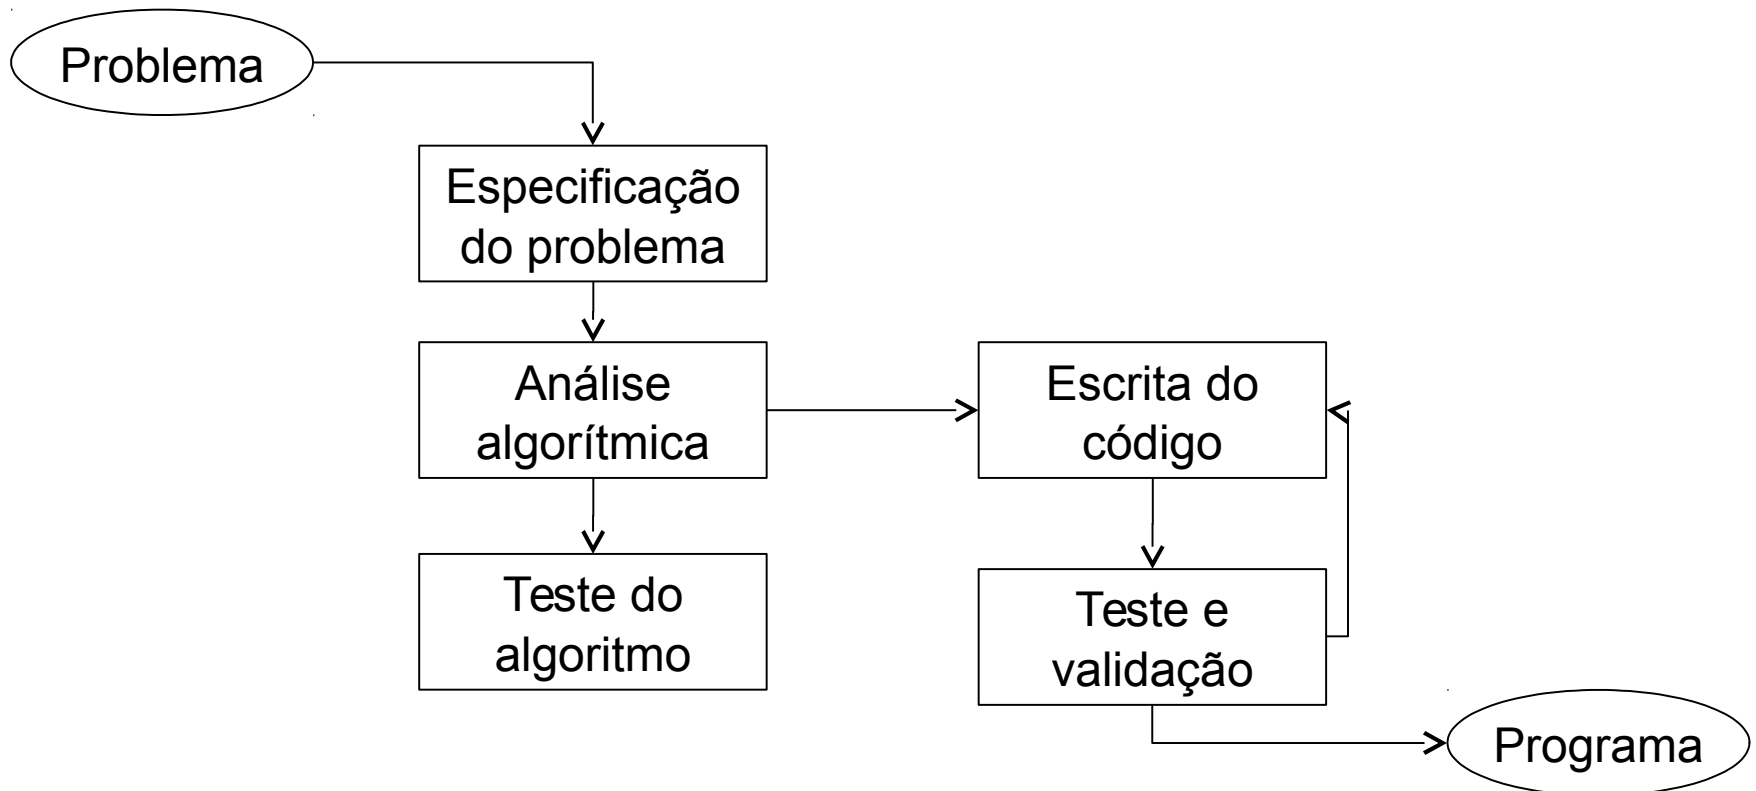 Problema
Especificação
do problema
Análise
algorítmica
Escrita do
código
Teste do
algoritmo
Teste e
validação
Programa